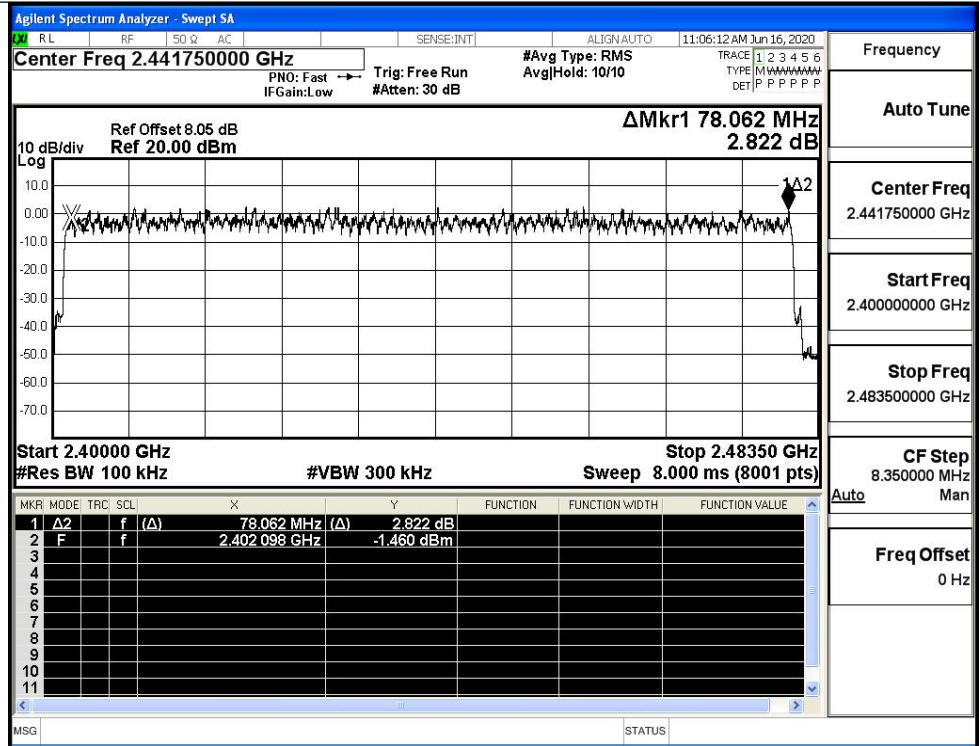 Agilent Spectrum Analyzer - Swept SA
LXI RL RF 50 Ω AC SENSE:INT ALIGNAUTO 11:06:12 AM Jun 16, 2020
Center Freq 2.441750000 GHz
PNO: Fast
IFGain:Low
Trig: Free Run
#Atten: 30 dB
#Avg Type: RMS
Avg|Hold: 10/10
TRACE 1 2 3 4 5 6
TYPE M
DET P P P P P P
Ref Offset 8.05 dB
10 dB/div Ref 20.00 dBm
Log
ΔMkr1 78.062 MHz
2.822 dB
10.0
0.00
-10.0
-20.0
-30.0
-40.0
-50.0
-60.0
-70.0
1Δ2
Start 2.40000 GHz Stop 2.48350 GHz
#Res BW 100 kHz #VBW 300 kHz Sweep 8.000 ms (8001 pts)
MKR MODE TRC SCL X Y FUNCTION FUNCTION WIDTH FUNCTION VALUE
1 Δ2 f (Δ) 78.062 MHz (Δ) 2.822 dB
2 F f 2.402 098 GHz -1.460 dBm
3
4
5
6
7
8
9
10
11
MSG STATUS
Frequency
Auto Tune
Center Freq
2.441750000 GHz
Start Freq
2.400000000 GHz
Stop Freq
2.483500000 GHz
CF Step
8.350000 MHz
Auto Man
Freq Offset
0 Hz